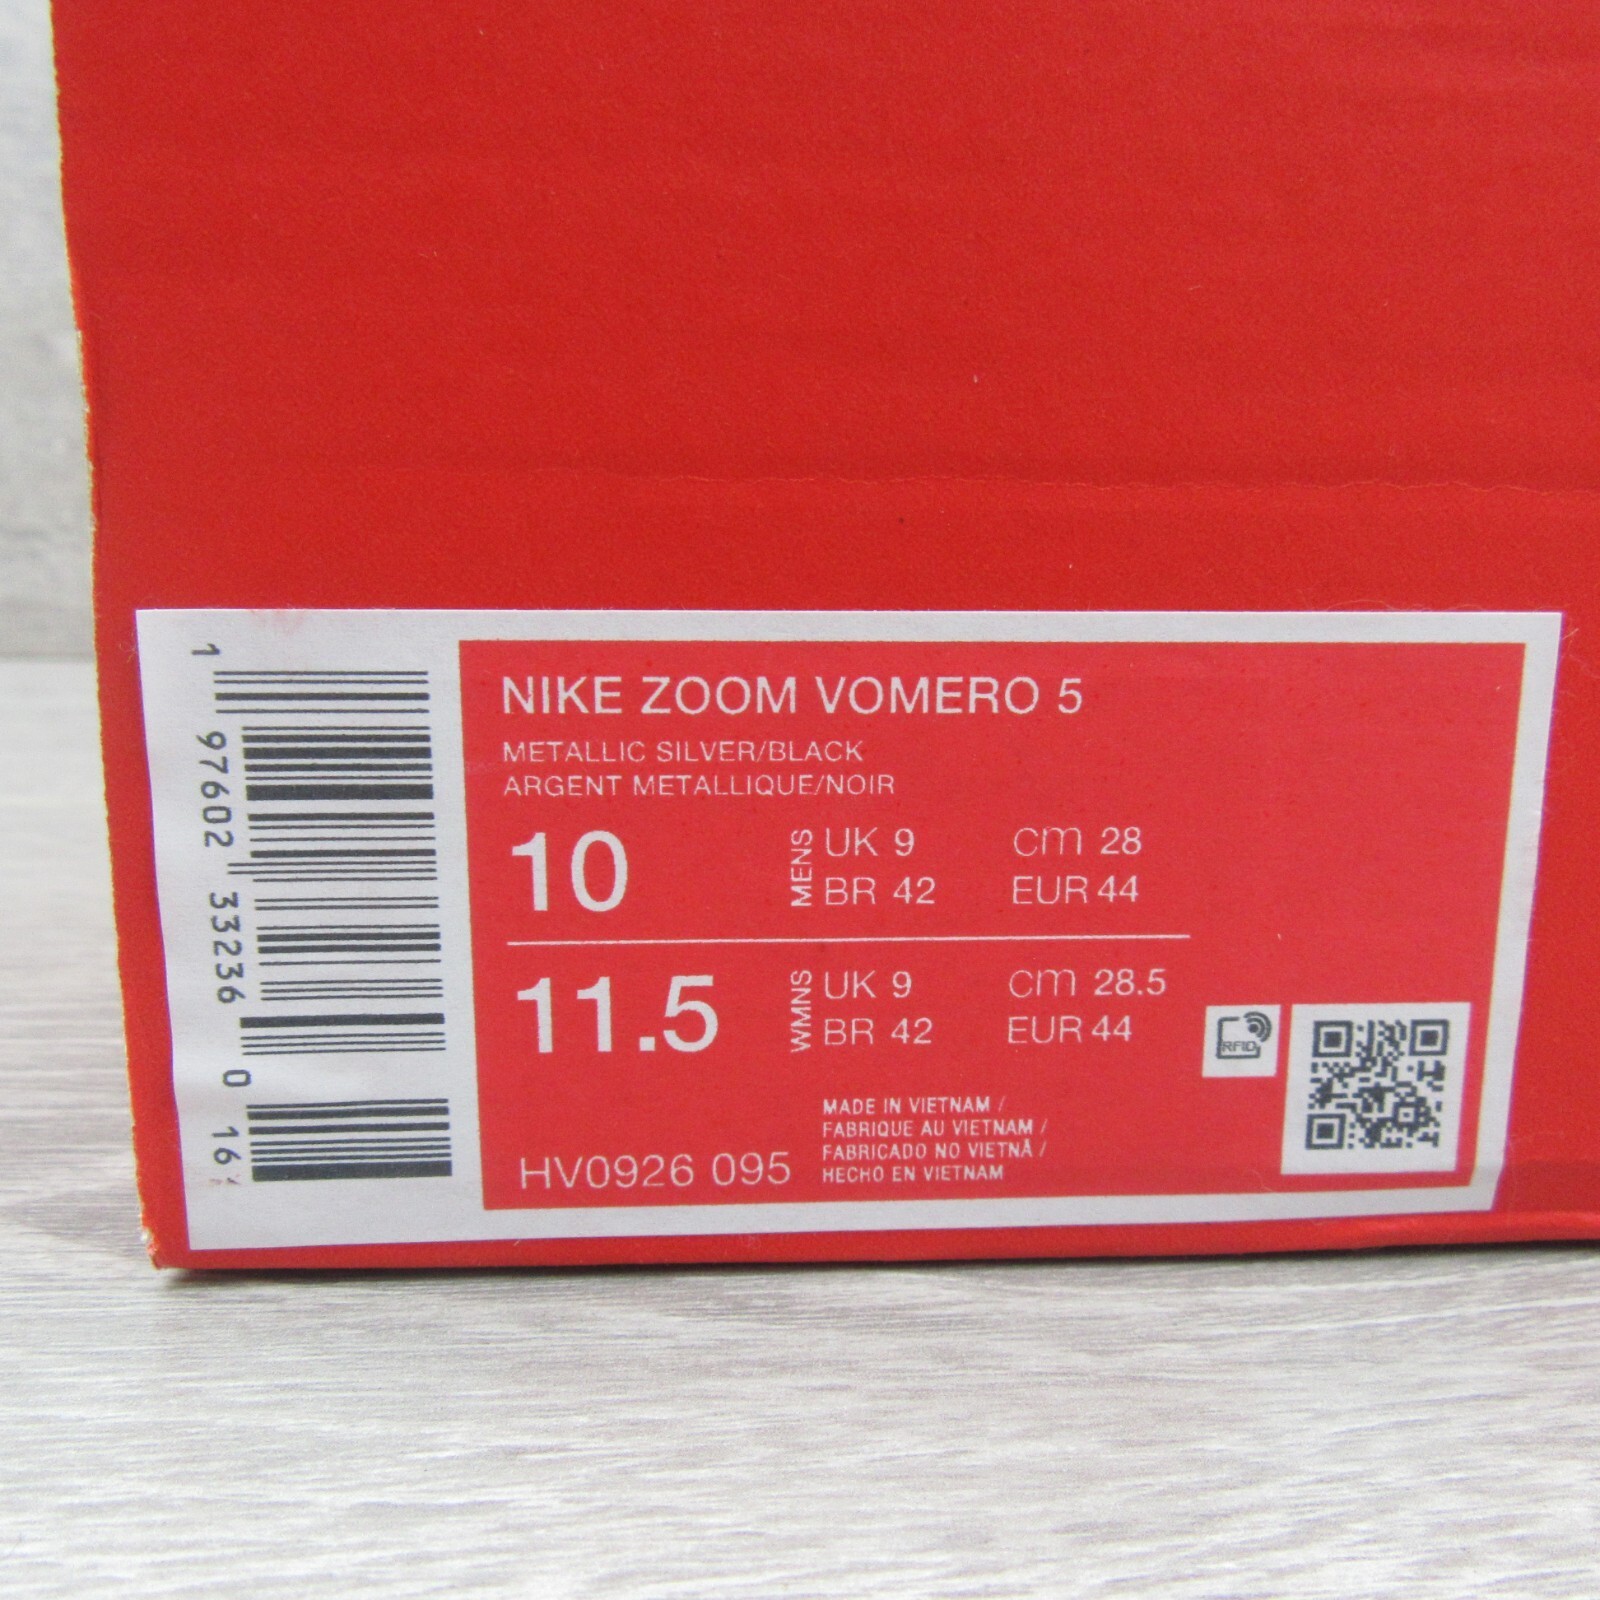 1 97602 33236 0 16
NIKE ZOOM VOMERO 5
METALLIC SILVER/BLACK
ARGENT METALLIQUE/NOIR
10 MENS UK 9 cm 28
BR 42 EUR 44
11.5 WMNS UK 9 cm 28.5
BR 42 EUR 44
RFID
MADE IN VIETNAM /
FABRIQUE AU VIETNAM /
FABRICADO NO VIETNÃ /
HECHO EN VIETNAM
HV0926 095